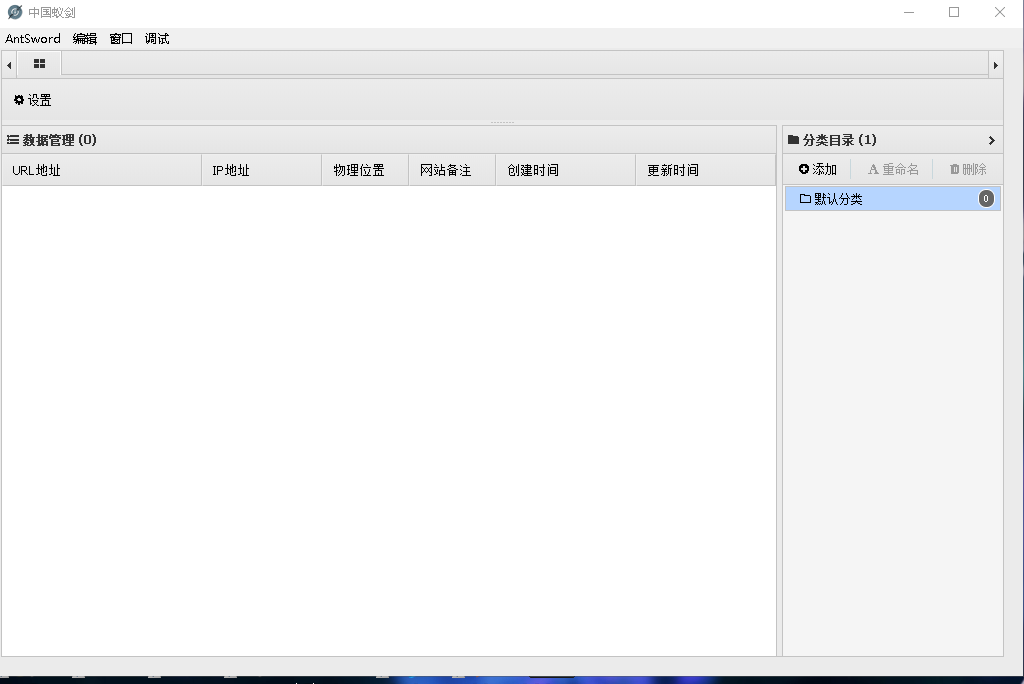 中国蚁剑
AntSword 编辑 窗口 调试
设置
数据管理 (0)
URL地址 IP地址 物理位置 网站备注 创建时间 更新时间
分类目录 (1)
添加 A 重命名 删除
默认分类 0